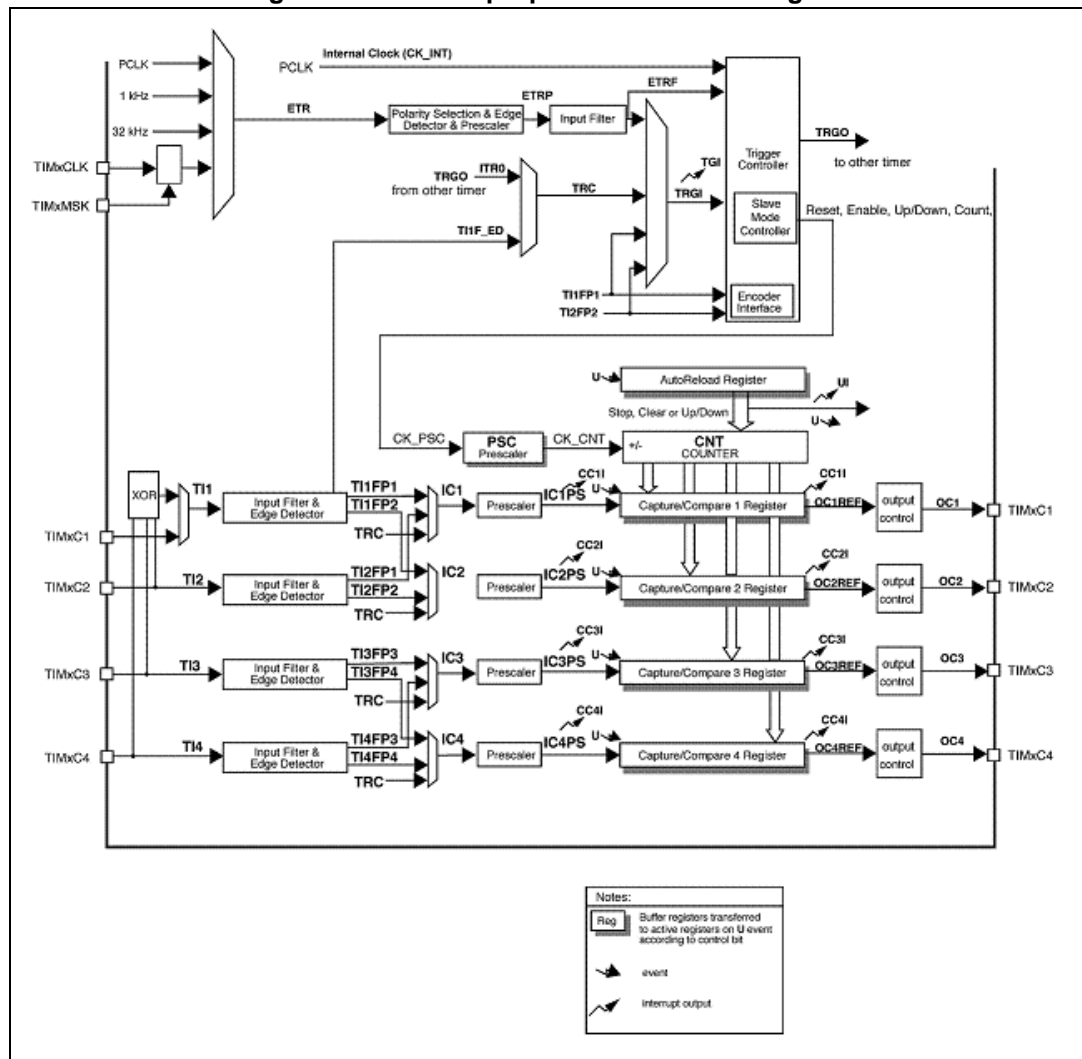 Internal Clock (CK_INT)
PCLK
PCLK
1 kHz
32 kHz
ETR
Polarity Selection & Edge
Detector & Prescaler
ETRP
Input Filter
ETRF
TIMxCLK
TIMxMSK
TRGO
from other timer
ITR0
TRC
TI1F_ED
TGI
TRGI
Trigger
Controller
TRGO
to other timer
Slave
Mode
Controller
Reset, Enable, Up/Down, Count,
TI1FP1
TI2FP2
Encoder
Interface
U
AutoReload Register
UI
Stop, Clear or Up/Down
U
CK_PSC
PSC
Prescaler
CK_CNT
+/-
CNT
COUNTER
XOR
TI1
Input Filter &
Edge Detector
TI1FP1
TI1FP2
TRC
IC1
Prescaler
IC1PS
CC1I
U
Capture/Compare 1 Register
CC1I
OC1REF
output
control
OC1
TIMxC1
TIMxC1
TIMxC2
TI2
Input Filter &
Edge Detector
TI2FP1
TI2FP2
TRC
IC2
Prescaler
IC2PS
CC2I
U
Capture/Compare 2 Register
CC2I
OC2REF
output
control
OC2
TIMxC2
TIMxC3
TI3
Input Filter &
Edge Detector
TI3FP3
TI3FP4
TRC
IC3
Prescaler
IC3PS
CC3I
U
Capture/Compare 3 Register
CC3I
OC3REF
output
control
OC3
TIMxC3
TIMxC4
TI4
Input Filter &
Edge Detector
TI4FP3
TI4FP4
TRC
IC4
Prescaler
IC4PS
CC4I
U
Capture/Compare 4 Register
CC4I
OC4REF
output
control
OC4
TIMxC4
Notes:
Reg
Buffer registers transferred
to active registers on U event
according to control bit
event
interrupt output